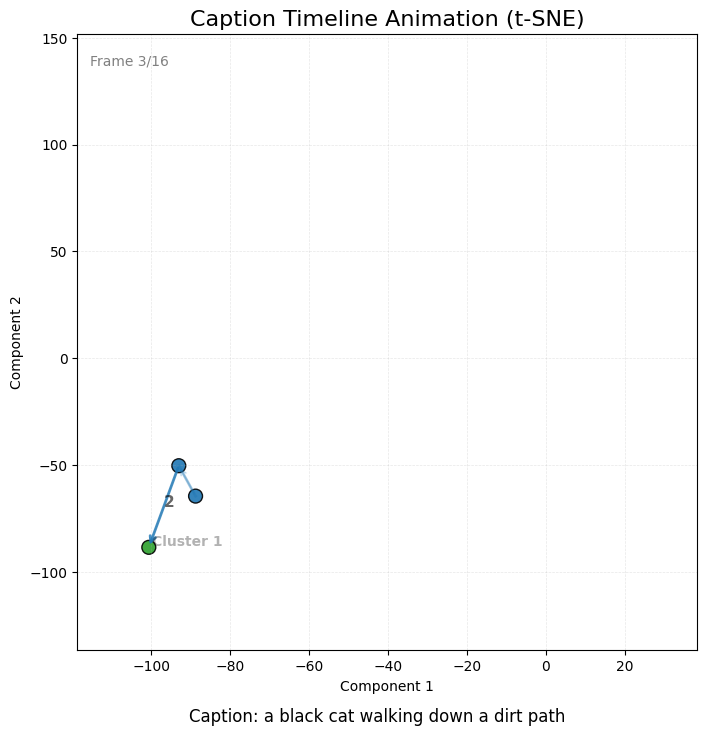 Caption Timeline Animation (t-SNE)
150
Frame 3/16
100
50
0
−50
−100
Component 2
2
Cluster 1
−100
−80
−60
−40
−20
0
20
Component 1
Caption: a black cat walking down a dirt path